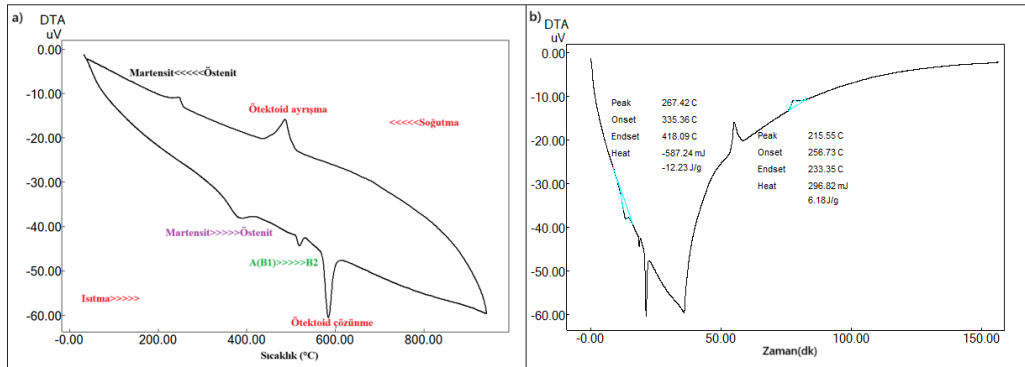 a)
DTA
uV
0.00
-10.00
-20.00
-30.00
-40.00
-50.00
-60.00
Martensit<<<<<Östenit
Ötektoid ayrışma
<<<<<Soğutma
Martensit>>>>>Östenit
A(B1)>>>>>B2
Isıtma>>>>>
Ötektoid çözünme
-0.00 200.00 400.00 600.00 800.00
Sıcaklık (°C)
b)
DTA
uV
0.00
-10.00
-20.00
-30.00
-40.00
-50.00
-60.00
Peak 267.42 C
Onset 335.36 C
Endset 418.09 C
Heat -587.24 mJ
-12.23 J/g
Peak 215.55 C
Onset 256.73 C
Endset 233.35 C
Heat 296.82 mJ
6.18 J/g
-0.00 50.00 100.00 150.00
Zaman(dk)